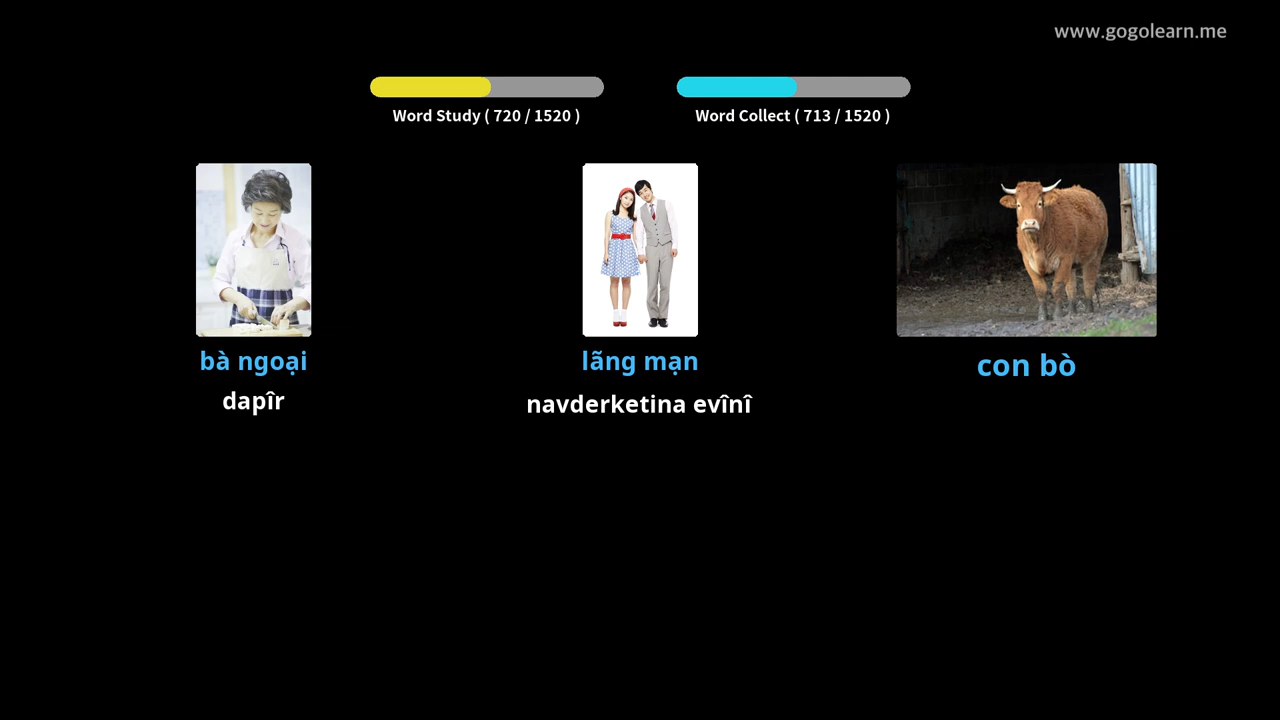 www.gogolearn.me
Word Study ( 720 / 1520 )
Word Collect ( 713 / 1520 )
bà ngoại
dapîr
lãng mạn
navderketina evînî
con bò